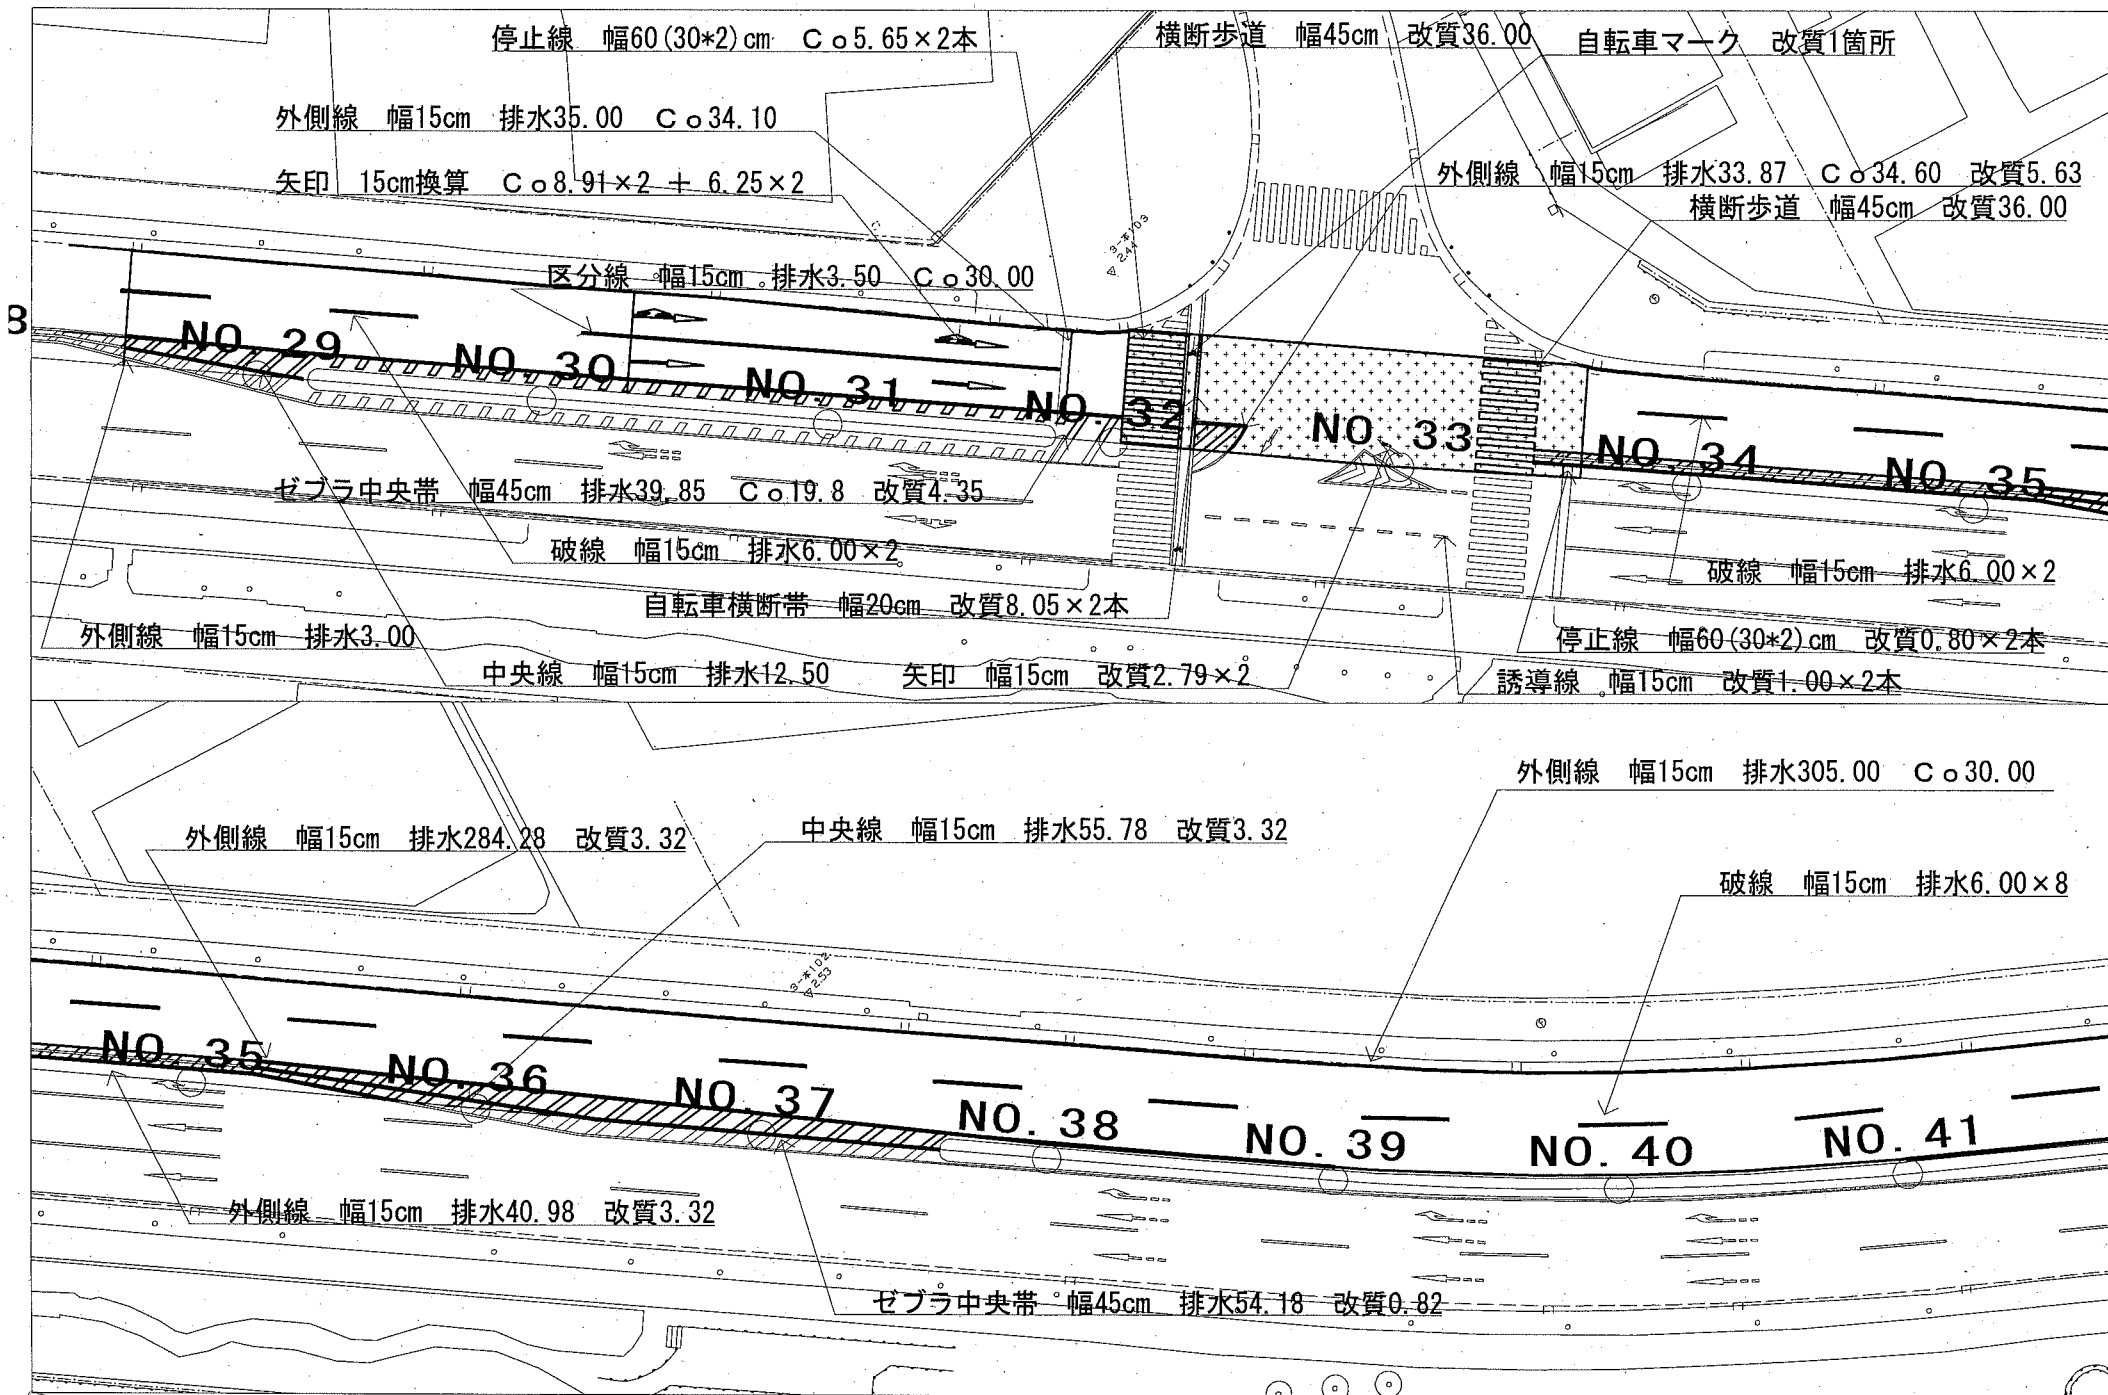 停止線　幅60(30*2)cm　Ｃｏ5.65×2本
横断歩道　幅45cm　改質36.00
自転車マーク　改質1箇所
外側線　幅15cm　排水35.00　Ｃｏ34.10
矢印　15cm換算　Ｃｏ8.91×2 ＋ 6.25×2
外側線　幅15cm　排水33.87　Ｃｏ34.60　改質5.63
横断歩道　幅45cm　改質36.00
区分線　幅15cm　排水3.50　Ｃｏ30.00
NO. 29
NO. 30
NO. 31
NO. 32
NO. 33
NO. 34
NO. 35
ゼブラ中央帯　幅45cm　排水39.85　Ｃｏ19.8　改質4.35
破線　幅15cm　排水6.00×2
破線　幅15cm　排水6.00×2
自転車横断帯　幅20cm　改質8.05×2本
外側線　幅15cm　排水3.00
停止線　幅60(30*2)cm　改質0.80×2本
中央線　幅15cm　排水12.50
矢印　幅15cm　改質2.79×2
誘導線　幅15cm　改質1.00×2本
外側線　幅15cm　排水305.00　Ｃｏ30.00
外側線　幅15cm　排水284.28　改質3.32
中央線　幅15cm　排水55.78　改質3.32
破線　幅15cm　排水6.00×8
3-木102
2.53
NO. 35
NO. 36
NO. 37
NO. 38
NO. 39
NO. 40
NO. 41
外側線　幅15cm　排水40.98　改質3.32
ゼブラ中央帯　幅45cm　排水54.18　改質0.82